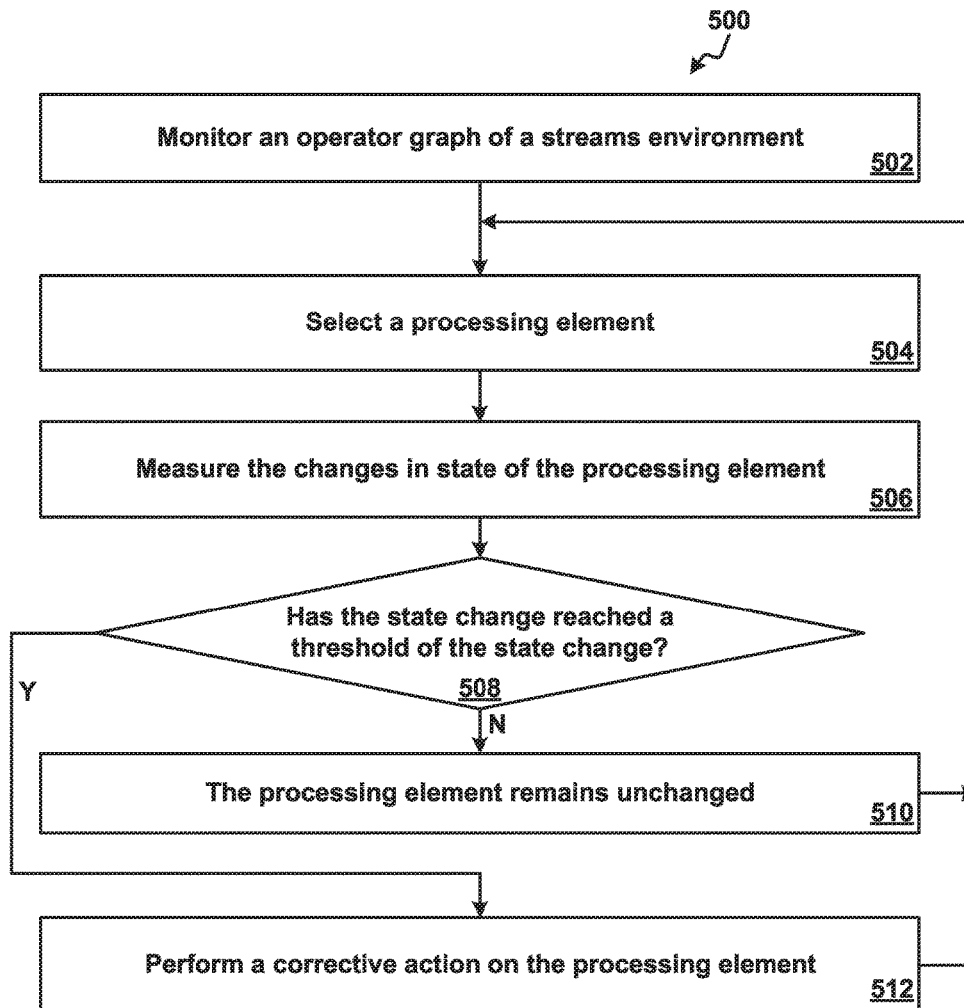 500
Monitor an operator graph of a streams environment
502
Select a processing element
504
Measure the changes in state of the processing element
506
Has the state change reached a
threshold of the state change?
508
Y
N
The processing element remains unchanged
510
Perform a corrective action on the processing element
512